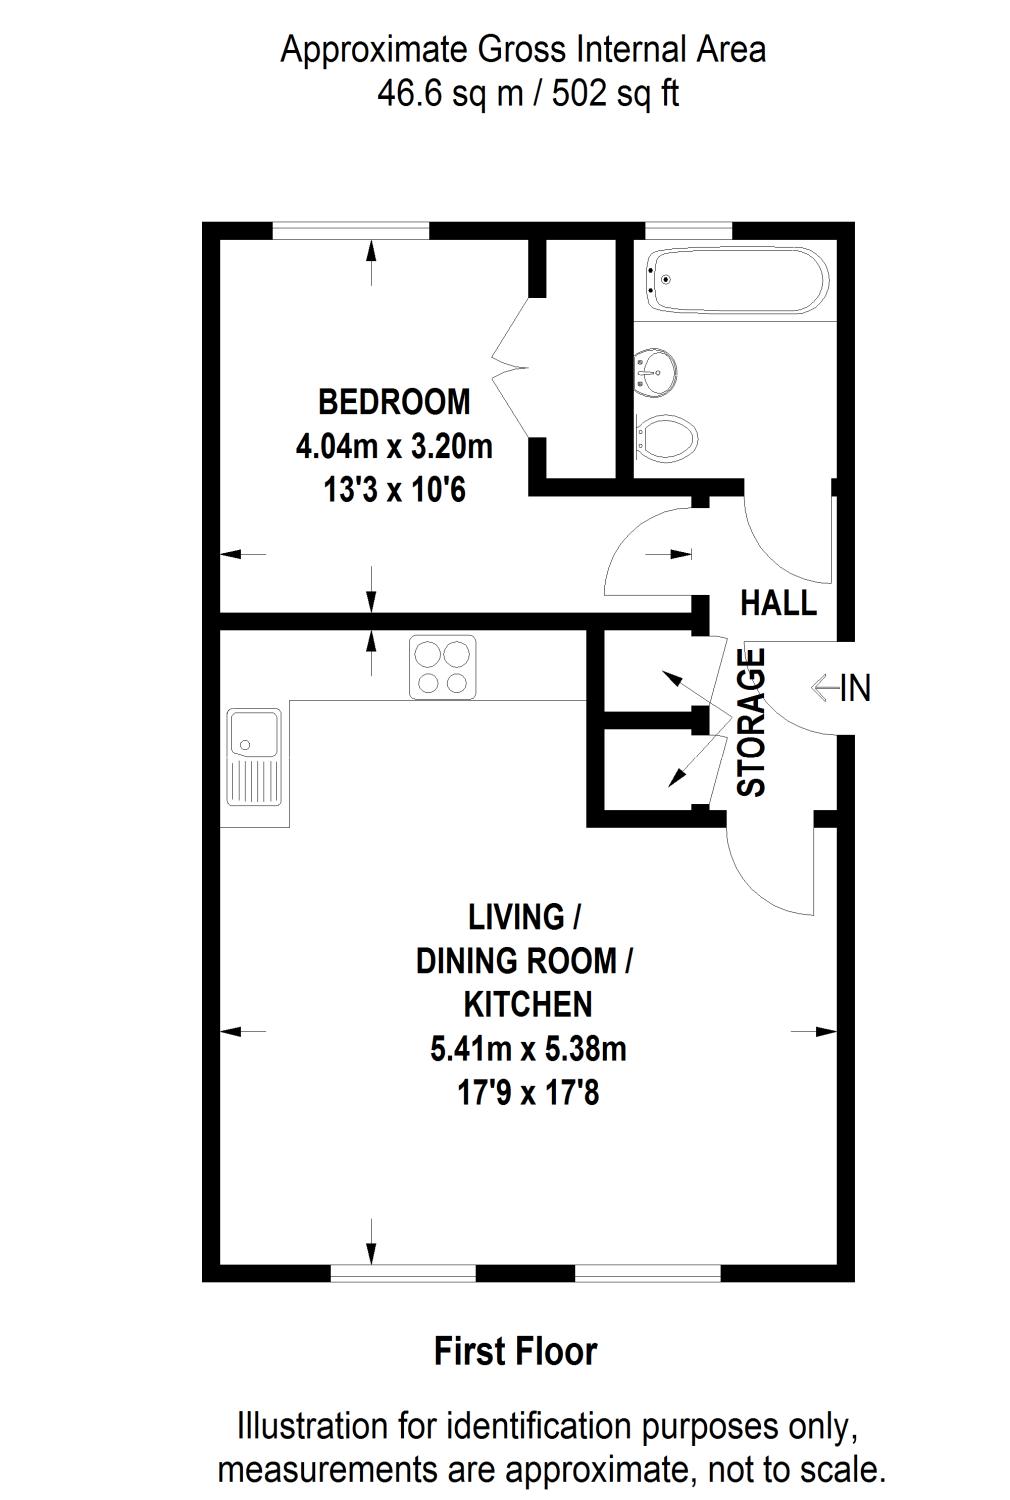 Approximate Gross Internal Area
46.6 sq m / 502 sq ft
BEDROOM
4.04m x 3.20m
13'3 x 10'6
HALL
STORAGE
IN
LIVING /
DINING ROOM /
KITCHEN
5.41m x 5.38m
17'9 x 17'8
First Floor
Illustration for identification purposes only,
measurements are approximate, not to scale.